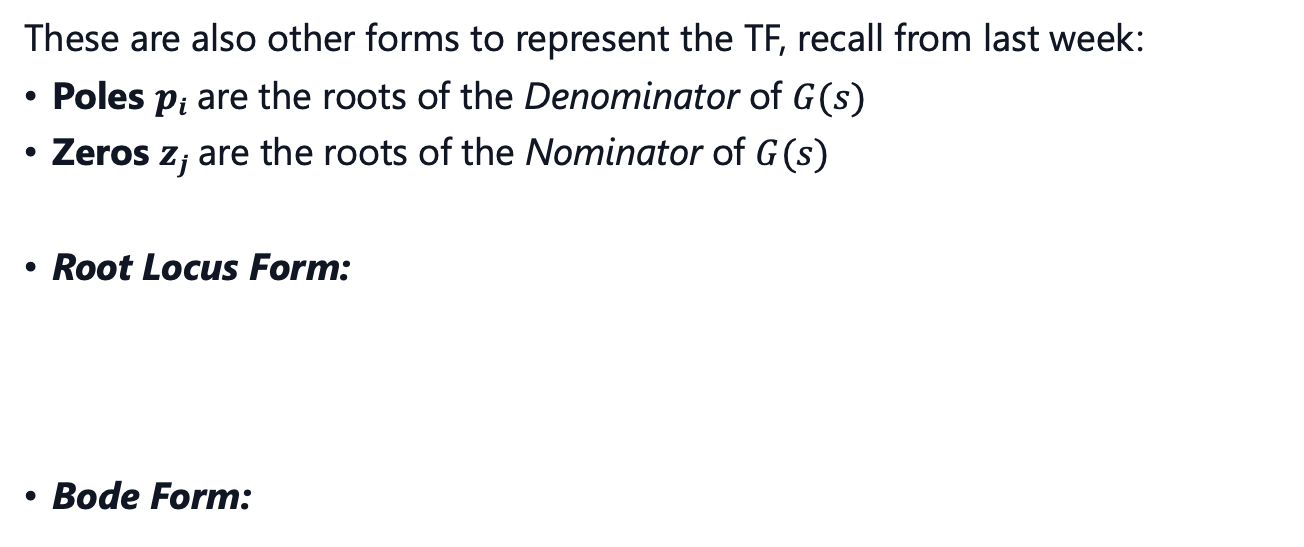 These are also other forms to represent the TF, recall from last week:
• Poles pᵢ are the roots of the Denominator of G(s)
• Zeros zⱼ are the roots of the Nominator of G(s)
• Root Locus Form:
• Bode Form: